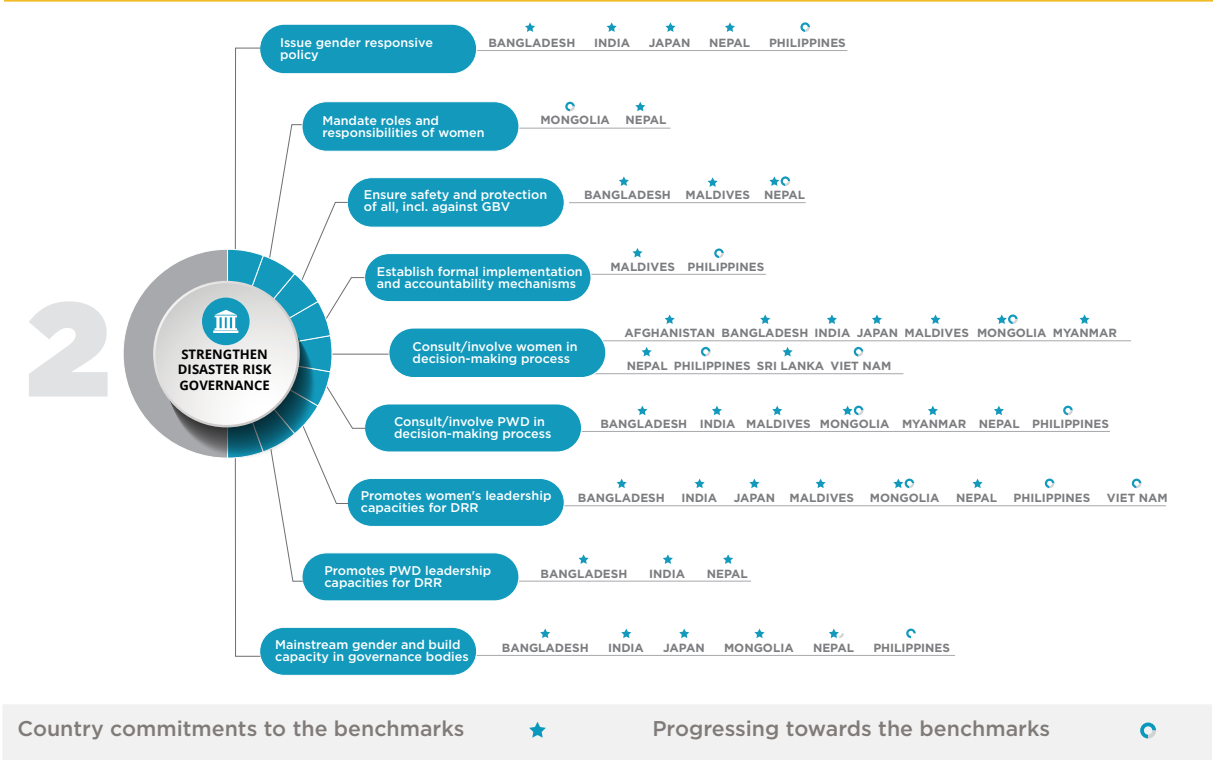 Issue gender responsive
policy
BANGLADESH INDIA JAPAN NEPAL PHILIPPINES
Mandate roles and
responsibilities of women
MONGOLIA NEPAL
Ensure safety and protection
of all, incl. against GBV
BANGLADESH MALDIVES NEPAL
Establish formal implementation
and accountability mechanisms
MALDIVES PHILIPPINES
2
STRENGTHEN
DISASTER RISK
GOVERNANCE
Consult/involve women in
decision-making process
AFGHANISTAN BANGLADESH INDIA JAPAN MALDIVES MONGOLIA MYANMAR
NEPAL PHILIPPINES SRI LANKA VIET NAM
Consult/involve PWD in
decision-making process
BANGLADESH INDIA MALDIVES MONGOLIA MYANMAR NEPAL PHILIPPINES
Promotes women's leadership
capacities for DRR
BANGLADESH INDIA JAPAN MALDIVES MONGOLIA NEPAL PHILIPPINES VIET NAM
Promotes PWD leadership
capacities for DRR
BANGLADESH INDIA NEPAL
Mainstream gender and build
capacity in governance bodies
BANGLADESH INDIA JAPAN MONGOLIA NEPAL PHILIPPINES
Country commitments to the benchmarks
Progressing towards the benchmarks